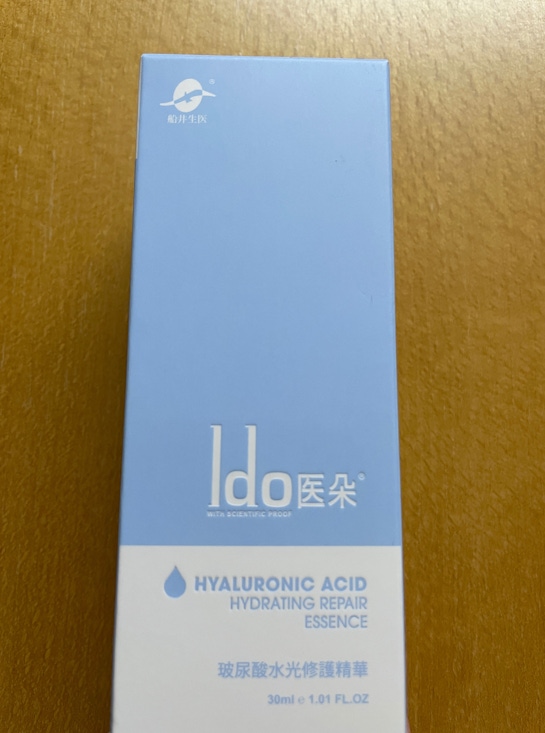 船井生医
Ido医朵
WITH SCIENTIFIC PROOF
HYALURONIC ACID
HYDRATING REPAIR
ESSENCE
玻尿酸水光修護精華
30ml ℮ 1.01 FL.OZ